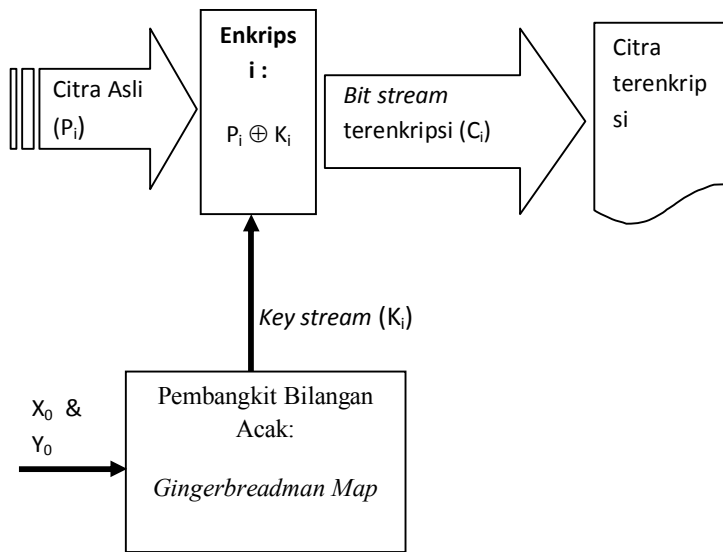 Citra Asli
(Pᵢ)
Enkrips
i :
Pᵢ ⊕ Kᵢ
Bit stream
terenkripsi (Cᵢ)
Citra
terenkrip
si
Key stream (Kᵢ)
X₀ &
Y₀
Pembangkit Bilangan
Acak:
Gingerbreadman Map